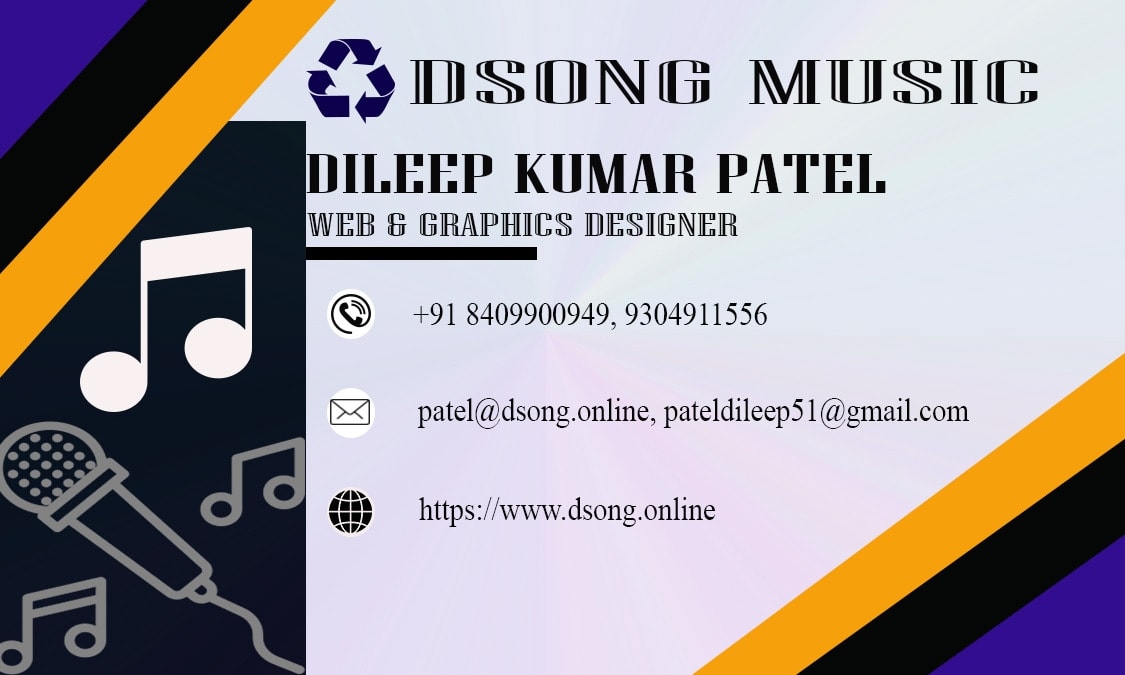 DSONG MUSIC
DILEEP KUMAR PATEL
WEB & GRAPHICS DESIGNER
+91 8409900949, 9304911556
patel@dsong.online, pateldileep51@gmail.com
https://www.dsong.online